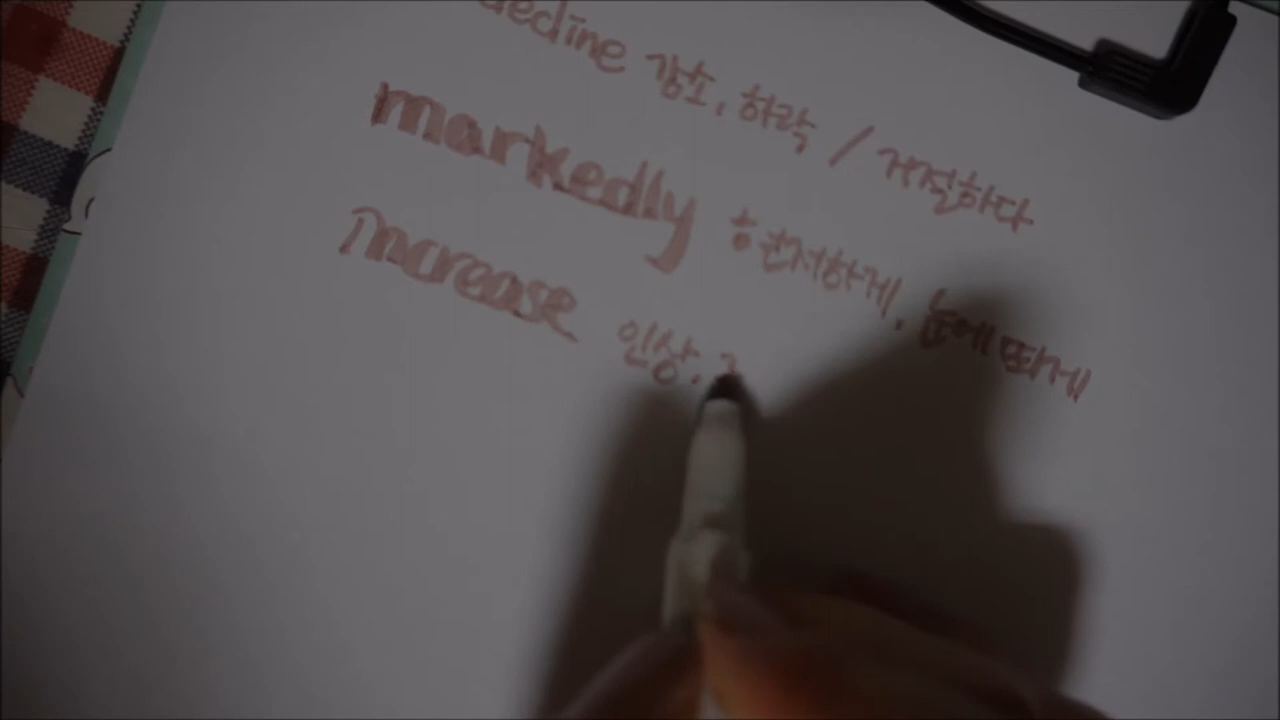 decline 감소, 하락 / 거절하다
markedly 현저하게, 눈에 띄게
increase 인상,